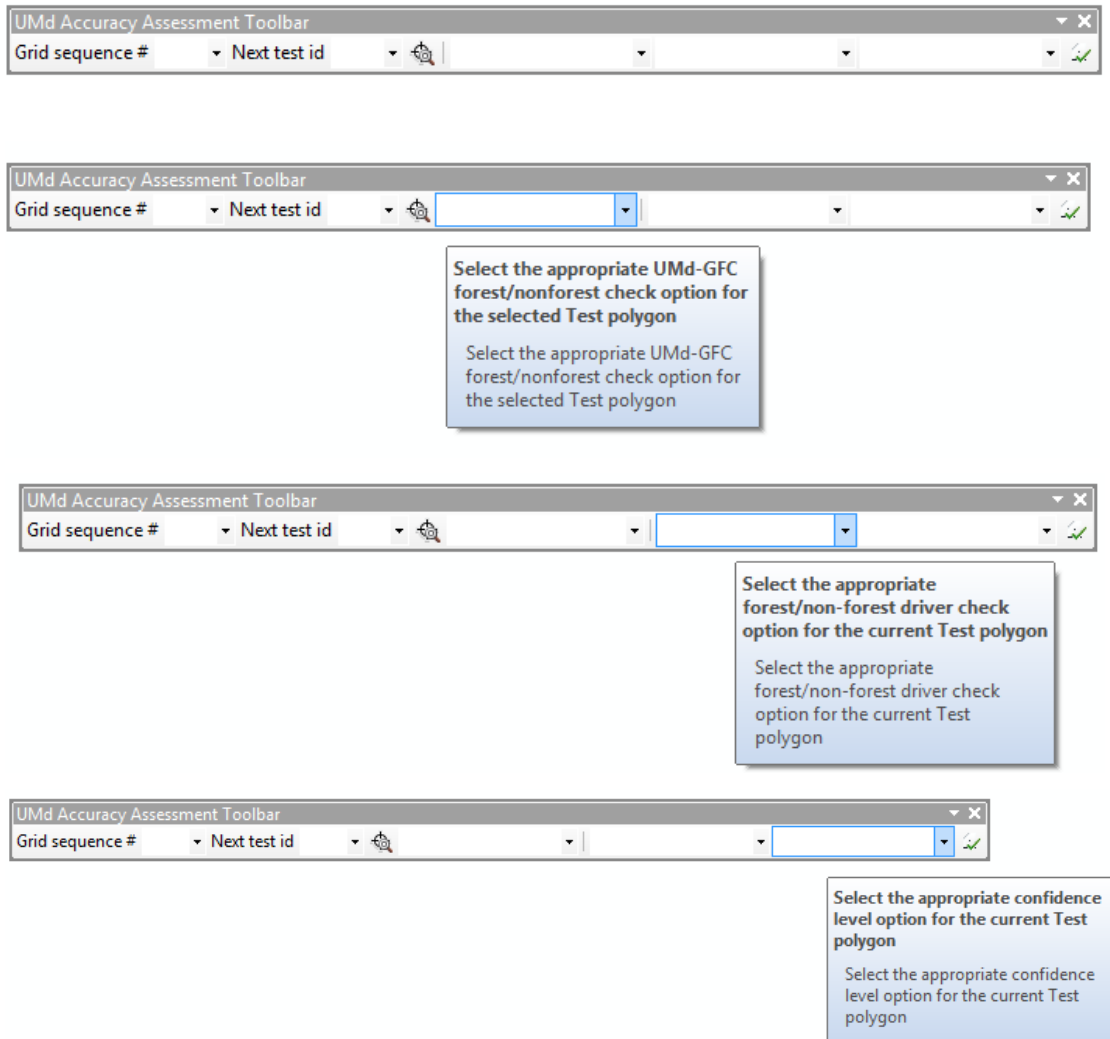 UMd Accuracy Assessment Toolbar
Grid sequence # Next test id
UMd Accuracy Assessment Toolbar
Grid sequence # Next test id
Select the appropriate UMd-GFC
forest/nonforest check option for
the selected Test polygon
Select the appropriate UMd-GFC
forest/nonforest check option for
the selected Test polygon
UMd Accuracy Assessment Toolbar
Grid sequence # Next test id
Select the appropriate
forest/non-forest driver check
option for the current Test polygon
Select the appropriate
forest/non-forest driver check
option for the current Test
polygon
UMd Accuracy Assessment Toolbar
Grid sequence # Next test id
Select the appropriate confidence
level option for the current Test
polygon
Select the appropriate confidence
level option for the current Test
polygon